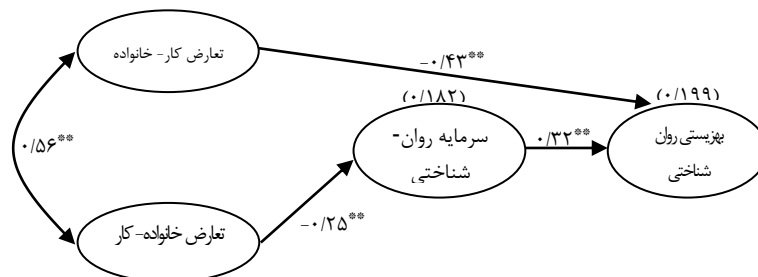 تعارض کار- خانواده
-۰/۴۳**
(۰/۱۸۲)
(۰/۱۹۹)
۰/۵۶**
سرمایه روان-
شناختی
۰/۳۲**
بهزیستی روان
شناختی
تعارض خانواده-کار
-۰/۲۵**